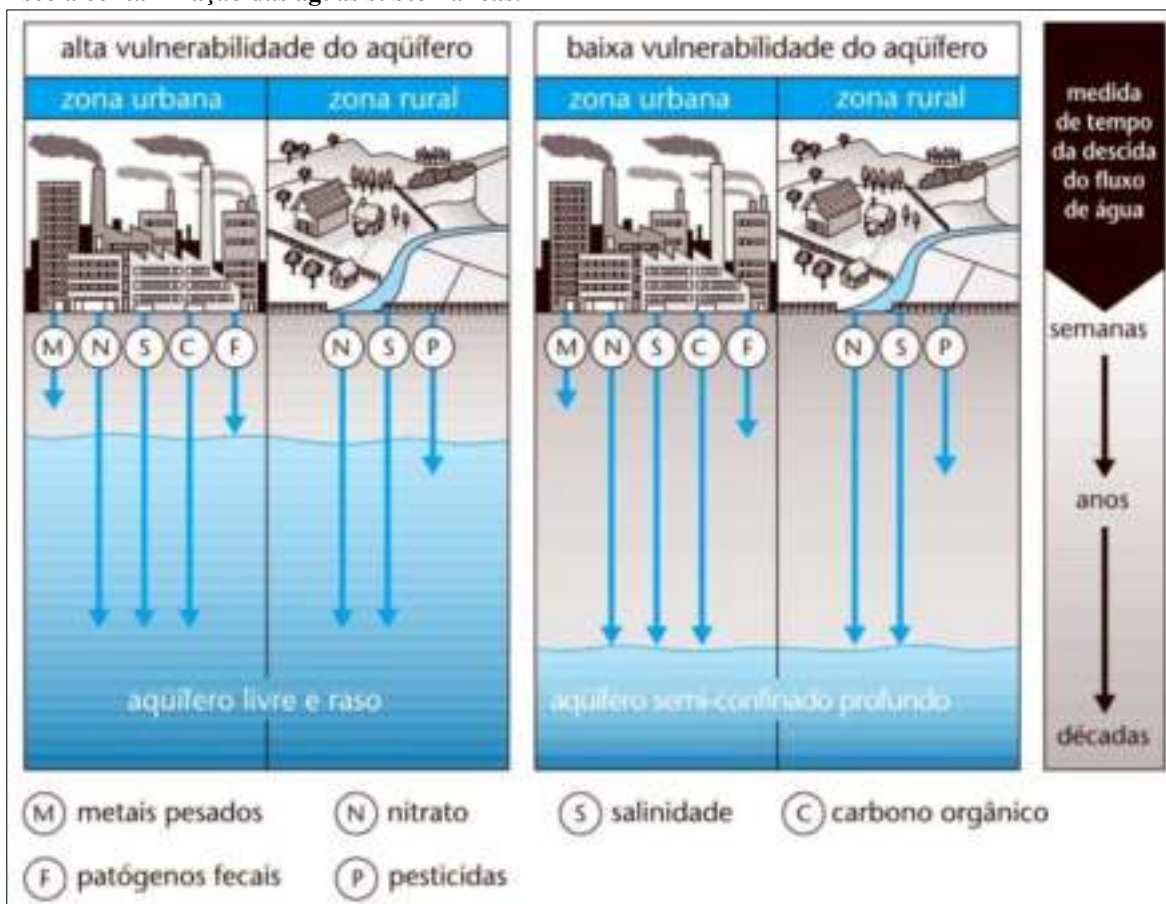 alta vulnerabilidade do aqüífero
zona urbana
zona rural
M
N
S
C
F
N
S
P
aqüífero livre e raso
baixa vulnerabilidade do aqüífero
zona urbana
zona rural
M
N
S
C
F
N
S
P
aqüífero semi-confinado profundo
medida
de tempo
da descida
do fluxo
de água
semanas
anos
décadas
M metais pesados
N nitrato
S salinidade
C carbono orgânico
F patógenos fecais
P pesticidas